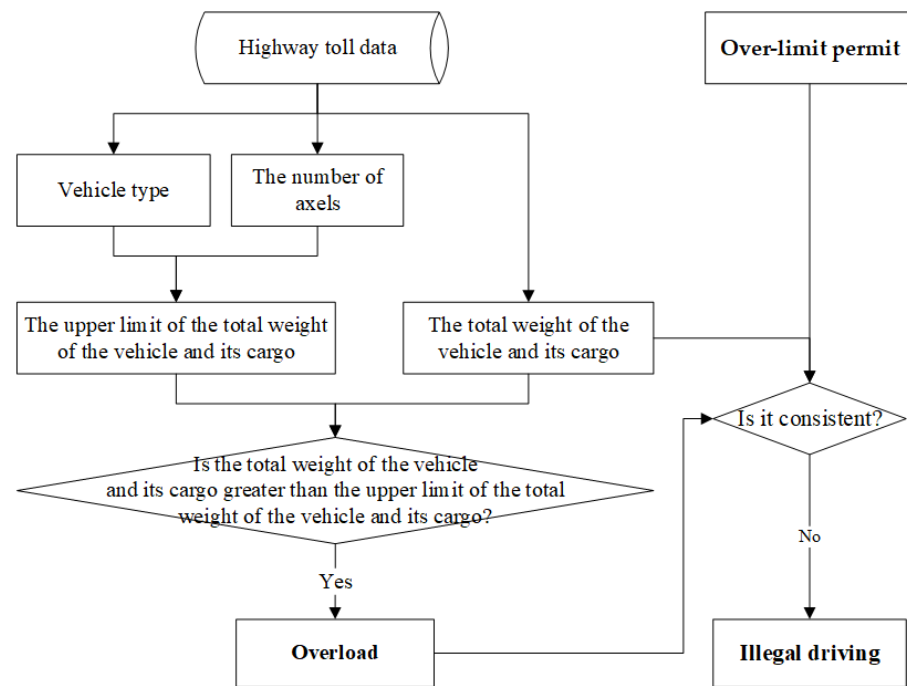 Highway toll data
Over-limit permit
Vehicle type
The number of
axels
The upper limit of the total weight
of the vehicle and its cargo
The total weight of the
vehicle and its cargo
Is it consistent?
Is the total weight of the vehicle
and its cargo greater than the upper limit of the total
weight of the vehicle and its cargo?
No
Yes
Overload
Illegal driving